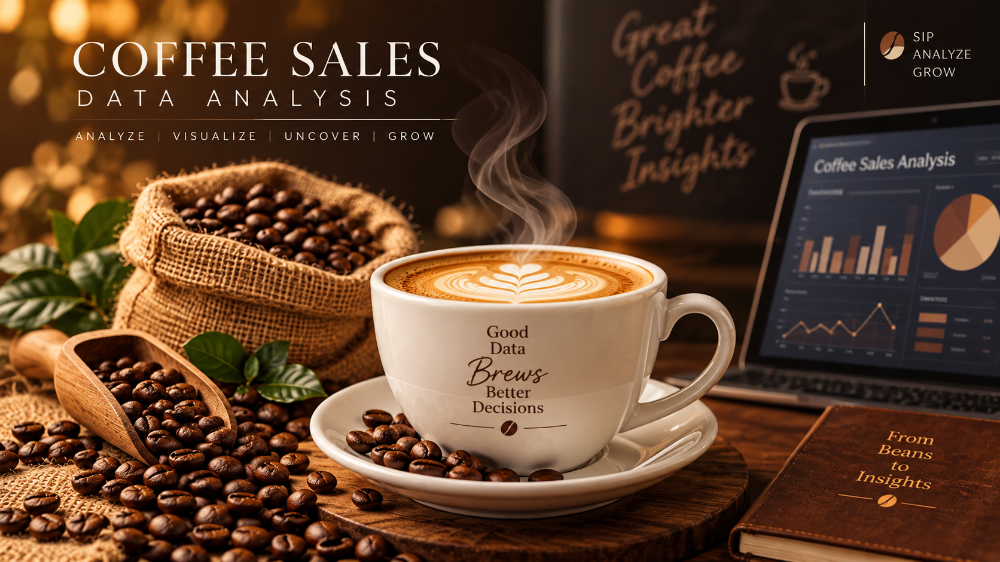 COFFEE SALES
DATA ANALYSIS
ANALYZE | VISUALIZE | UNCOVER | GROW
Great
Coffee
Brighter
Insights
SIP
ANALYZE
GROW
Coffee Sales Analysis
Good
Data
Brews
Better
Decisions
From
Beans
to
Insights